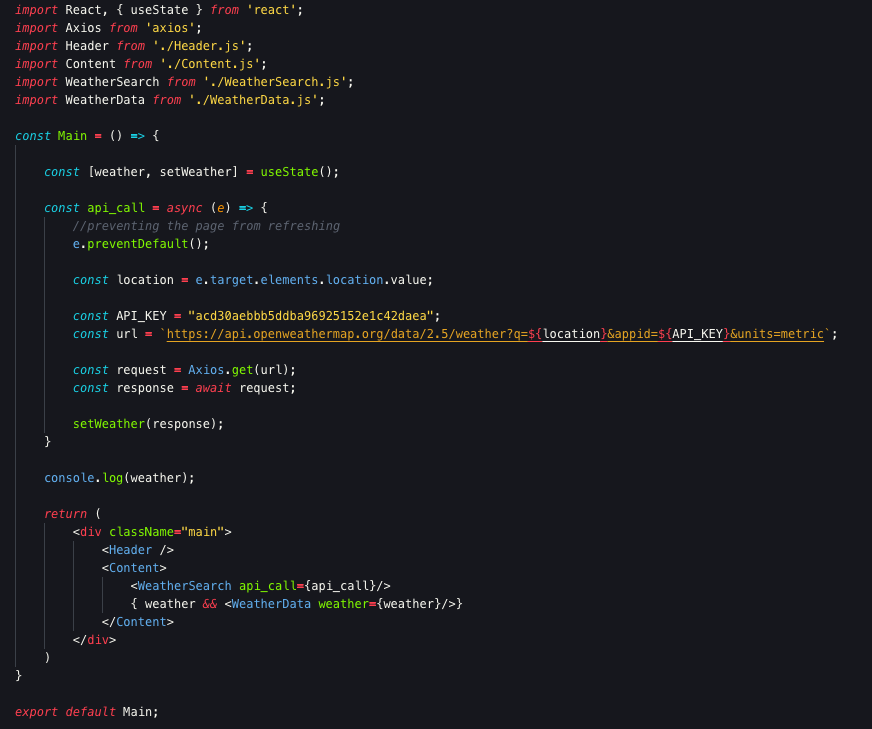 import React, { useState } from 'react';
import Axios from 'axios';
import Header from './Header.js';
import Content from './Content.js';
import WeatherSearch from './WeatherSearch.js';
import WeatherData from './WeatherData.js';
const Main = () => {
const [weather, setWeather] = useState();
const api_call = async (e) => {
//preventing the page from refreshing
e.preventDefault();
const location = e.target.elements.location.value;
const API_KEY = "acd30aebbb5ddba96925152e1c42daea";
const url = `https://api.openweathermap.org/data/2.5/weather?q=${location}&appid=${API_KEY}&units=metric`;
const request = Axios.get(url);
const response = await request;
setWeather(response);
}
console.log(weather);
return (
<div className="main">
<Header />
<Content>
<WeatherSearch api_call={api_call}/>
{ weather && <WeatherData weather={weather}/>}
</Content>
</div>
)
}
export default Main;